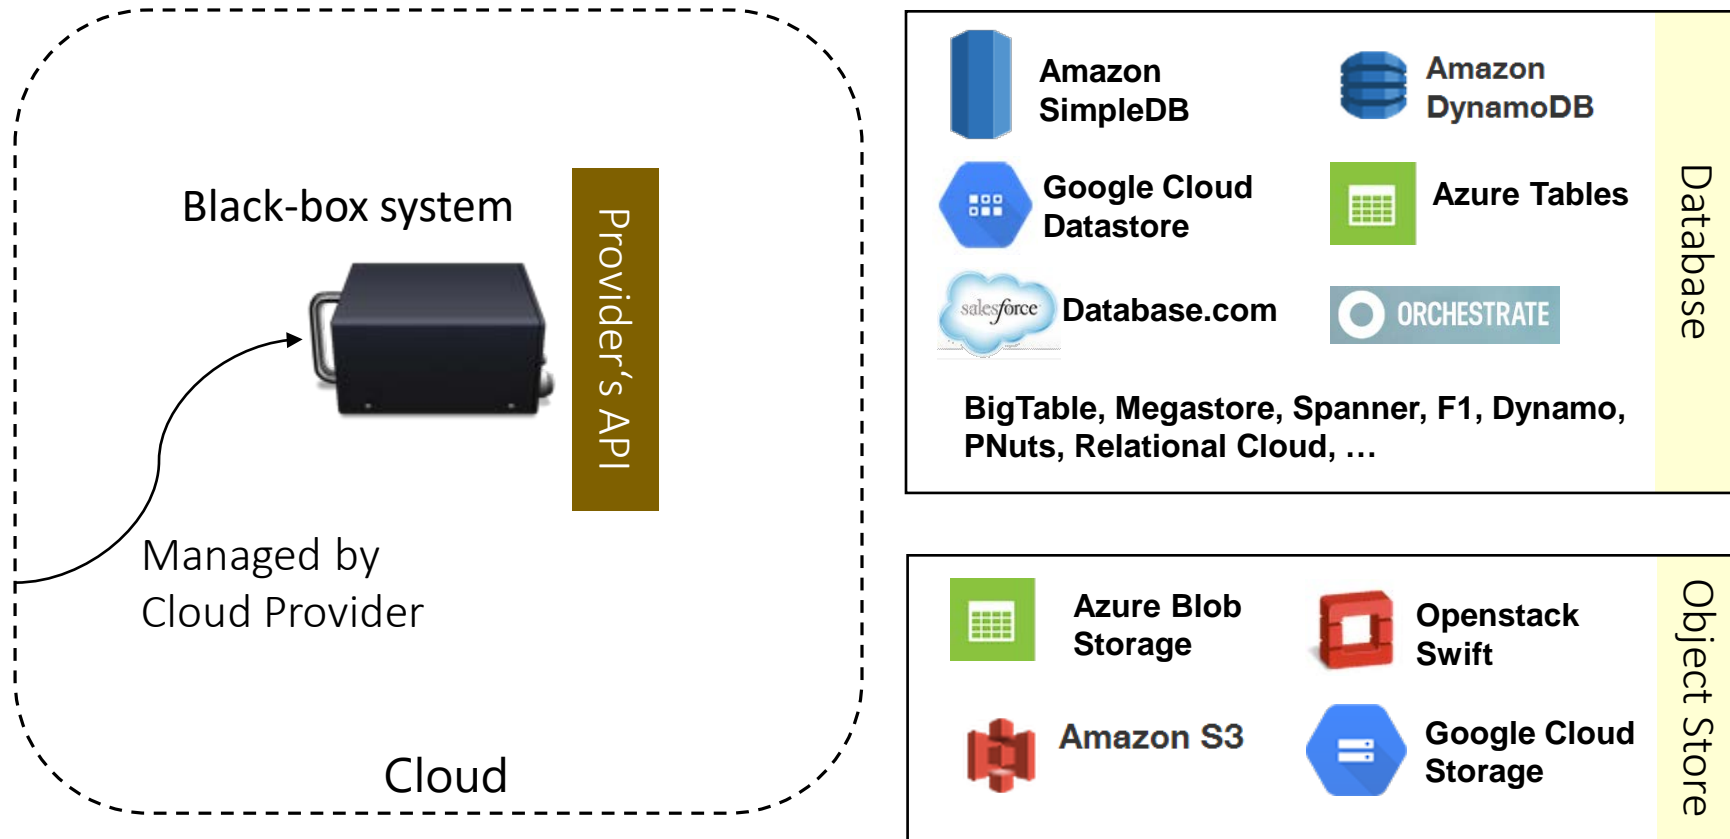 Black-box system
Provider‘s API
Managed by
Cloud Provider
Cloud
Amazon
SimpleDB
Amazon
DynamoDB
Google Cloud
Datastore
Azure Tables
salesforce
Database.com
ORCHESTRATE
BigTable, Megastore, Spanner, F1, Dynamo,
PNuts, Relational Cloud, …
Database
Azure Blob
Storage
Openstack
Swift
Amazon S3
Google Cloud
Storage
Object Store